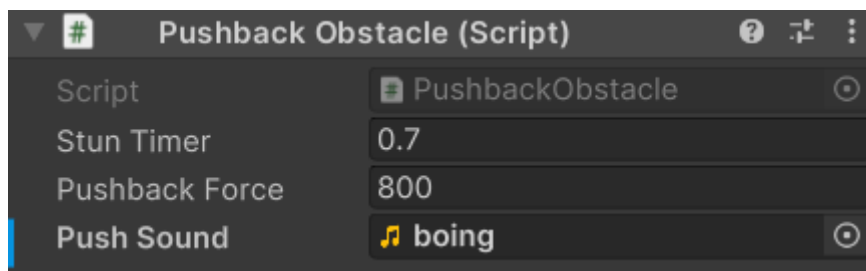 # Pushback Obstacle (Script)
Script # PushbackObstacle
Stun Timer 0.7
Pushback Force 800
Push Sound boing